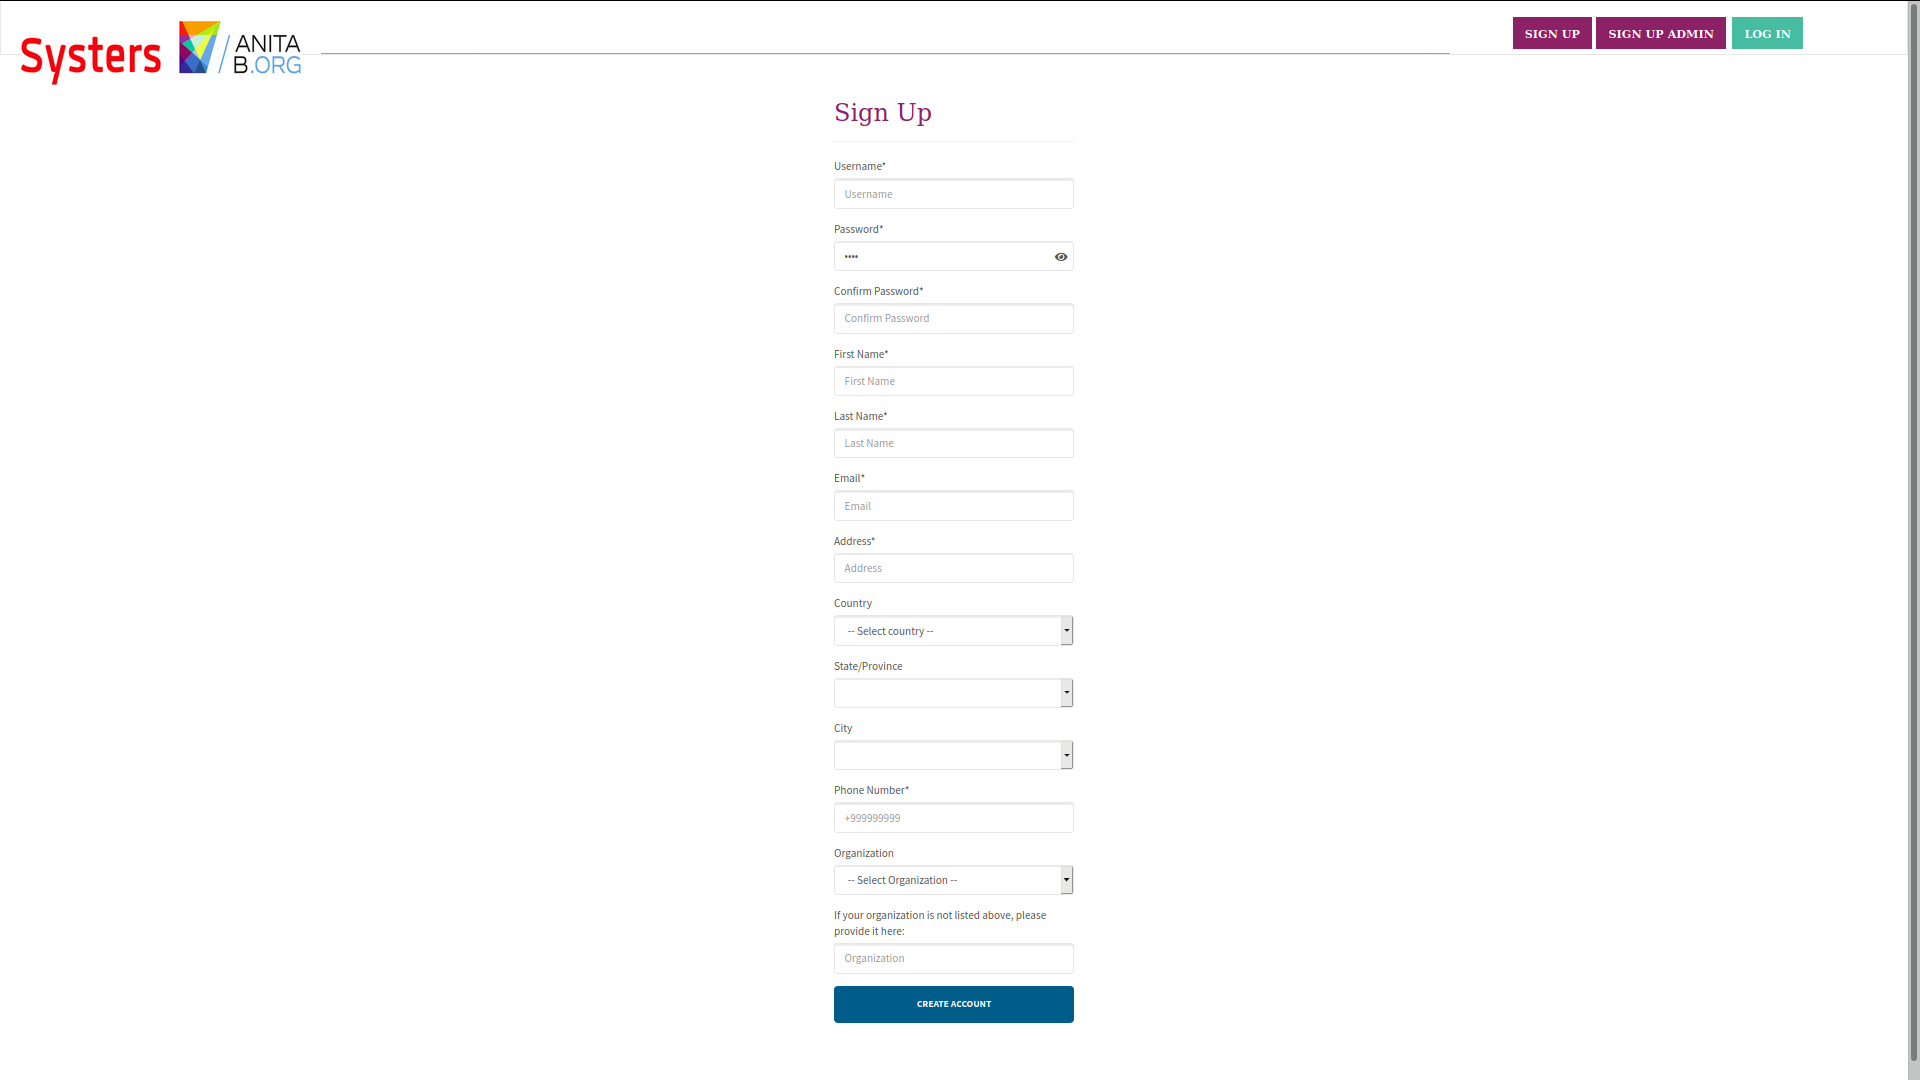 Systers
ANITA
B.ORG
SIGN UP
SIGN UP ADMIN
LOG IN
Sign Up
Username*
Username
Password*
••••
Confirm Password*
Confirm Password
First Name*
First Name
Last Name*
Last Name
Email*
Email
Address*
Address
Country
-- Select country --
State/Province
City
Phone Number*
+999999999
Organization
-- Select Organization --
If your organization is not listed above, please
provide it here:
Organization
CREATE ACCOUNT